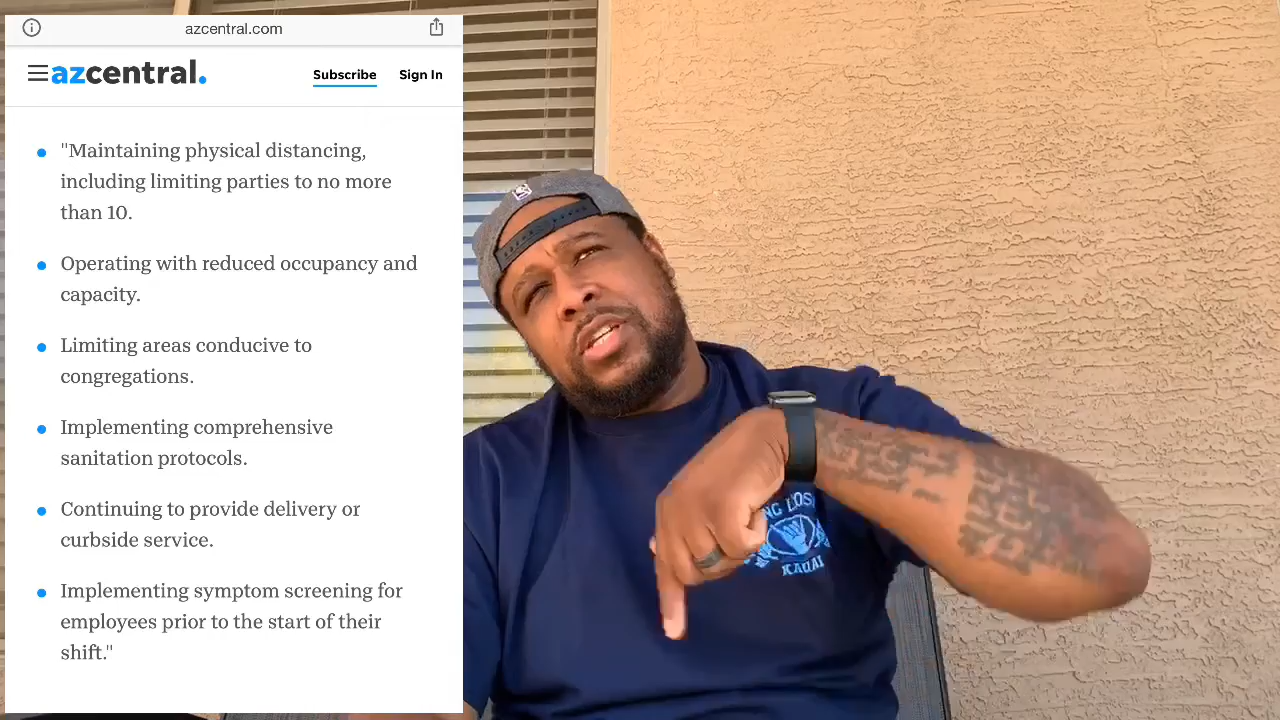 azcentral.com
azcentral.
Subscribe
Sign In
"Maintaining physical distancing,
including limiting parties to no more
than 10.
Operating with reduced occupancy and
capacity.
Limiting areas conducive to
congregations.
Implementing comprehensive
sanitation protocols.
Continuing to provide delivery or
curbside service.
Implementing symptom screening for
employees prior to the start of their
shift."
KAUAI